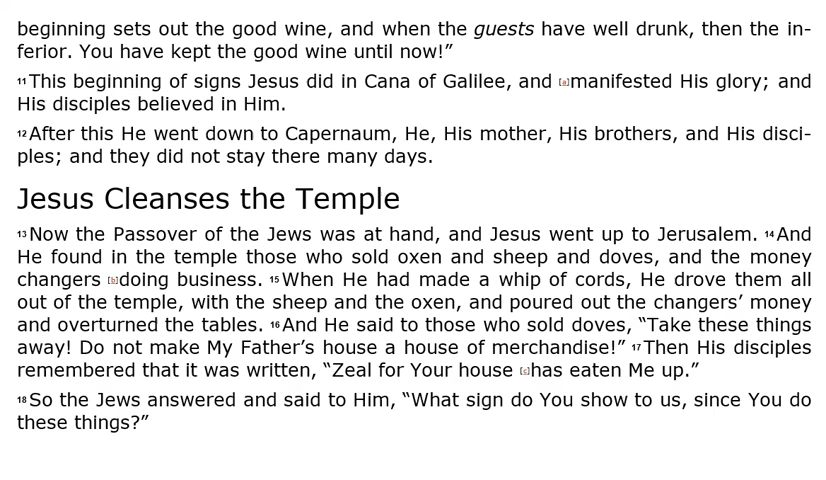 beginning sets out the good wine, and when the guests have well drunk, then the in-
ferior. You have kept the good wine until now!”
11This beginning of signs Jesus did in Cana of Galilee, and [a]manifested His glory; and
His disciples believed in Him.
12After this He went down to Capernaum, He, His mother, His brothers, and His disci-
ples; and they did not stay there many days.
Jesus Cleanses the Temple
13Now the Passover of the Jews was at hand, and Jesus went up to Jerusalem. 14And
He found in the temple those who sold oxen and sheep and doves, and the money
changers [b]doing business. 15When He had made a whip of cords, He drove them all
out of the temple, with the sheep and the oxen, and poured out the changers’ money
and overturned the tables. 16And He said to those who sold doves, “Take these things
away! Do not make My Father’s house a house of merchandise!” 17Then His disciples
remembered that it was written, “Zeal for Your house [c]has eaten Me up.”
18So the Jews answered and said to Him, “What sign do You show to us, since You do
these things?”